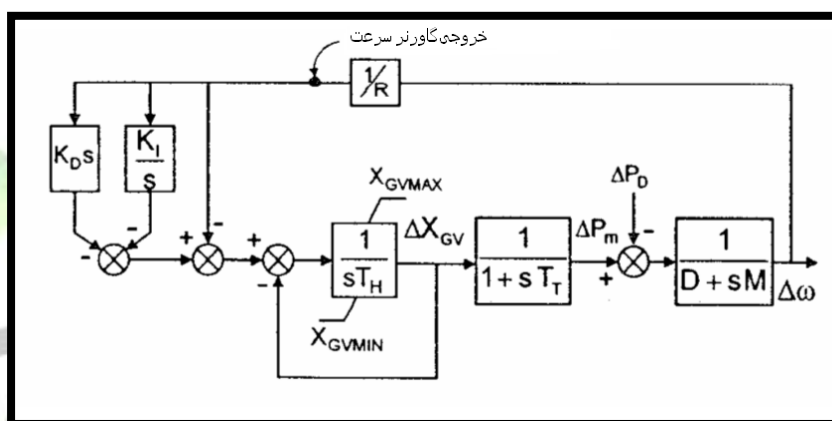 خروجی گاورنر سرعت
1/R
K_D s
K_I
s
X_GVMAX
ΔP_D
-
-
-
+
+
+
-
1
sT_H
ΔX_GV
1
1+sT_T
ΔP_m
+
-
1
D+sM
Δω
X_GVMIN